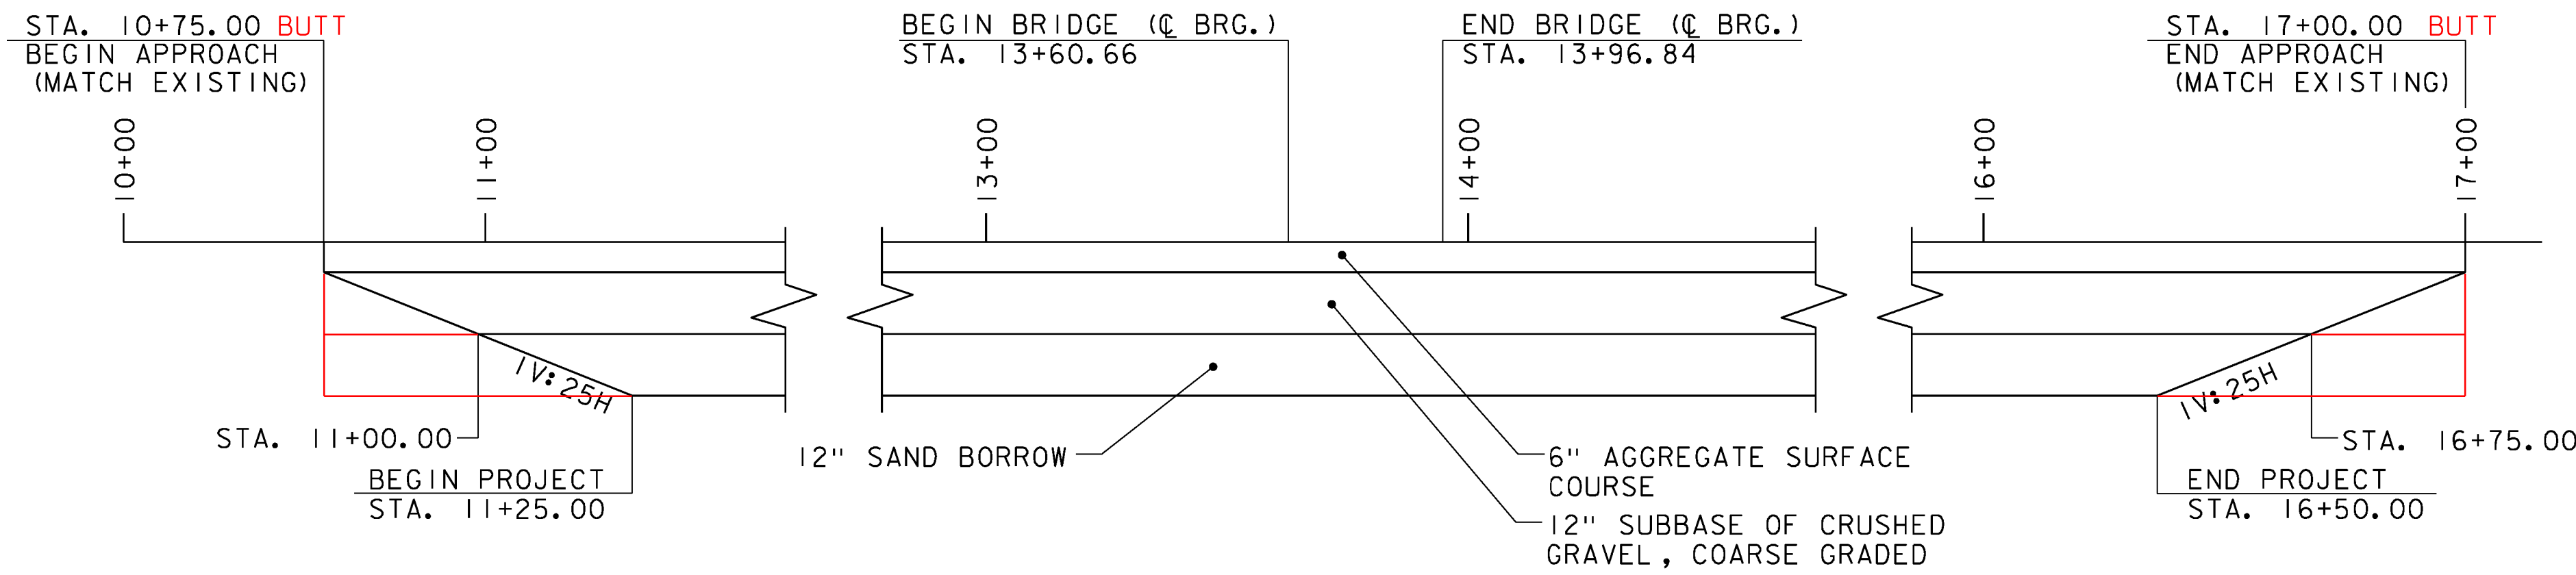 STA. 10+75.00 BUTT
BEGIN APPROACH
(MATCH EXISTING)
BEGIN BRIDGE (℄ BRG.)
STA. 13+60.66
END BRIDGE (℄ BRG.)
STA. 13+96.84
STA. 17+00.00 BUTT
END APPROACH
(MATCH EXISTING)
10+00
11+00
13+00
14+00
16+00
17+00
1V:25H
1V:25H
STA. 11+00.00
BEGIN PROJECT
STA. 11+25.00
12" SAND BORROW
6" AGGREGATE SURFACE
COURSE
12" SUBBASE OF CRUSHED
GRAVEL, COARSE GRADED
STA. 16+75.00
END PROJECT
STA. 16+50.00